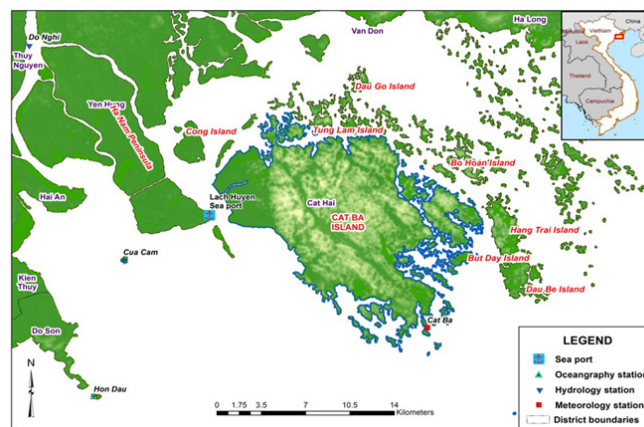 Do Nghi
Thuy
Nguyen
Yen Hung
Ha Nam Peninsula
Van Don
Ha Long
Dau Go Island
Cong Island
Tung Lam Island
Bo Hoan Island
Hai An
Lach Huyen
Sea port
Cat Hai
CAT BA
ISLAND
Hang Trai Island
But Day Island
Dau Be Island
Cua Cam
Kien
Thuy
Do Son
Cat Ba
Hon Dau
N
0 1.75 3.5 7 10.5 14
Kilometers
China
Vietnam
Laos
Thailand
Campuchia
LEGEND
Sea port
Oceangraphy station
Hydrology station
Meteorology station
District boundaries